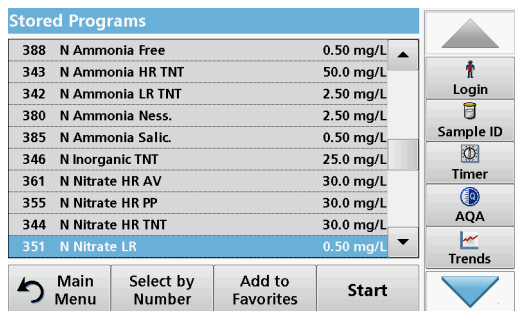 Stored Programs
388 N Ammonia Free 0.50 mg/L
343 N Ammonia HR TNT 50.0 mg/L
342 N Ammonia LR TNT 2.50 mg/L
380 N Ammonia Ness. 2.50 mg/L
385 N Ammonia Salic. 0.50 mg/L
346 N Inorganic TNT 25.0 mg/L
361 N Nitrate HR AV 30.0 mg/L
355 N Nitrate HR PP 30.0 mg/L
344 N Nitrate HR TNT 30.0 mg/L
351 N Nitrate LR 0.50 mg/L
Login
Sample ID
Timer
AQA
Trends
Main
Menu
Select by
Number
Add to
Favorites
Start